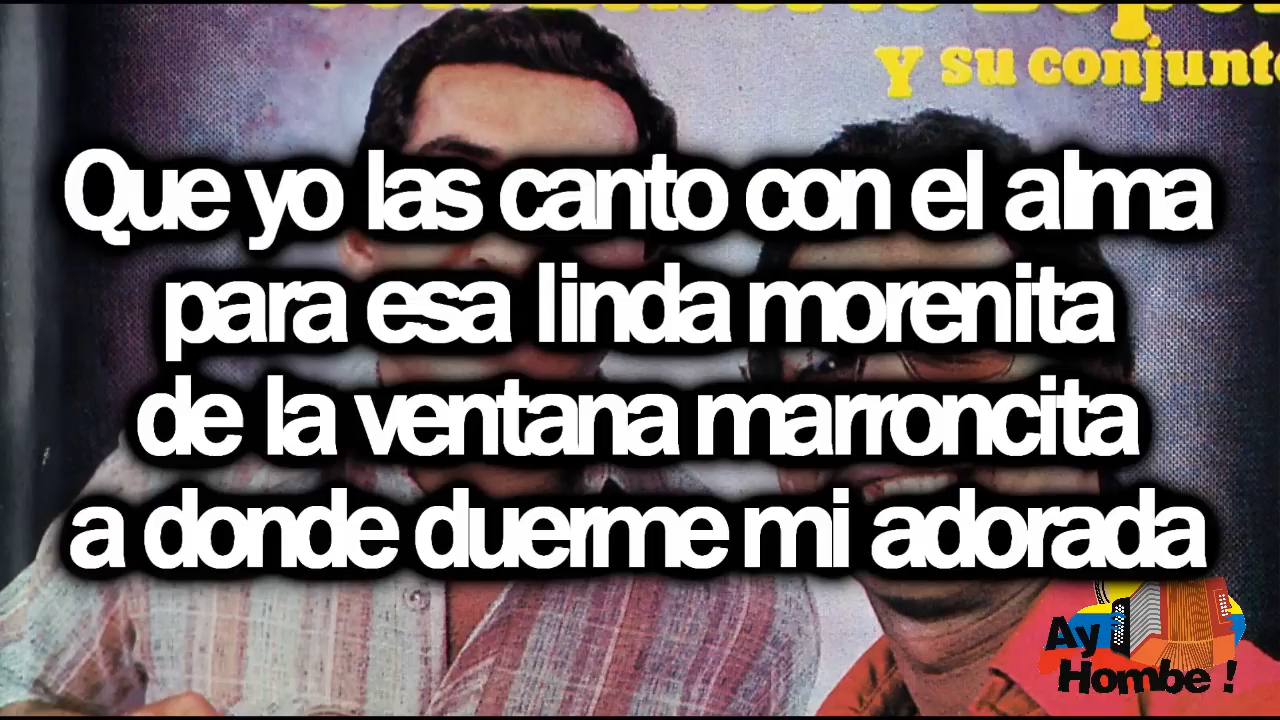 Y su conjunto
Que yo las canto con el alma
para esa linda morenita
de la ventana marroncita
a donde duerme mi adorada
Ay
Hombe !